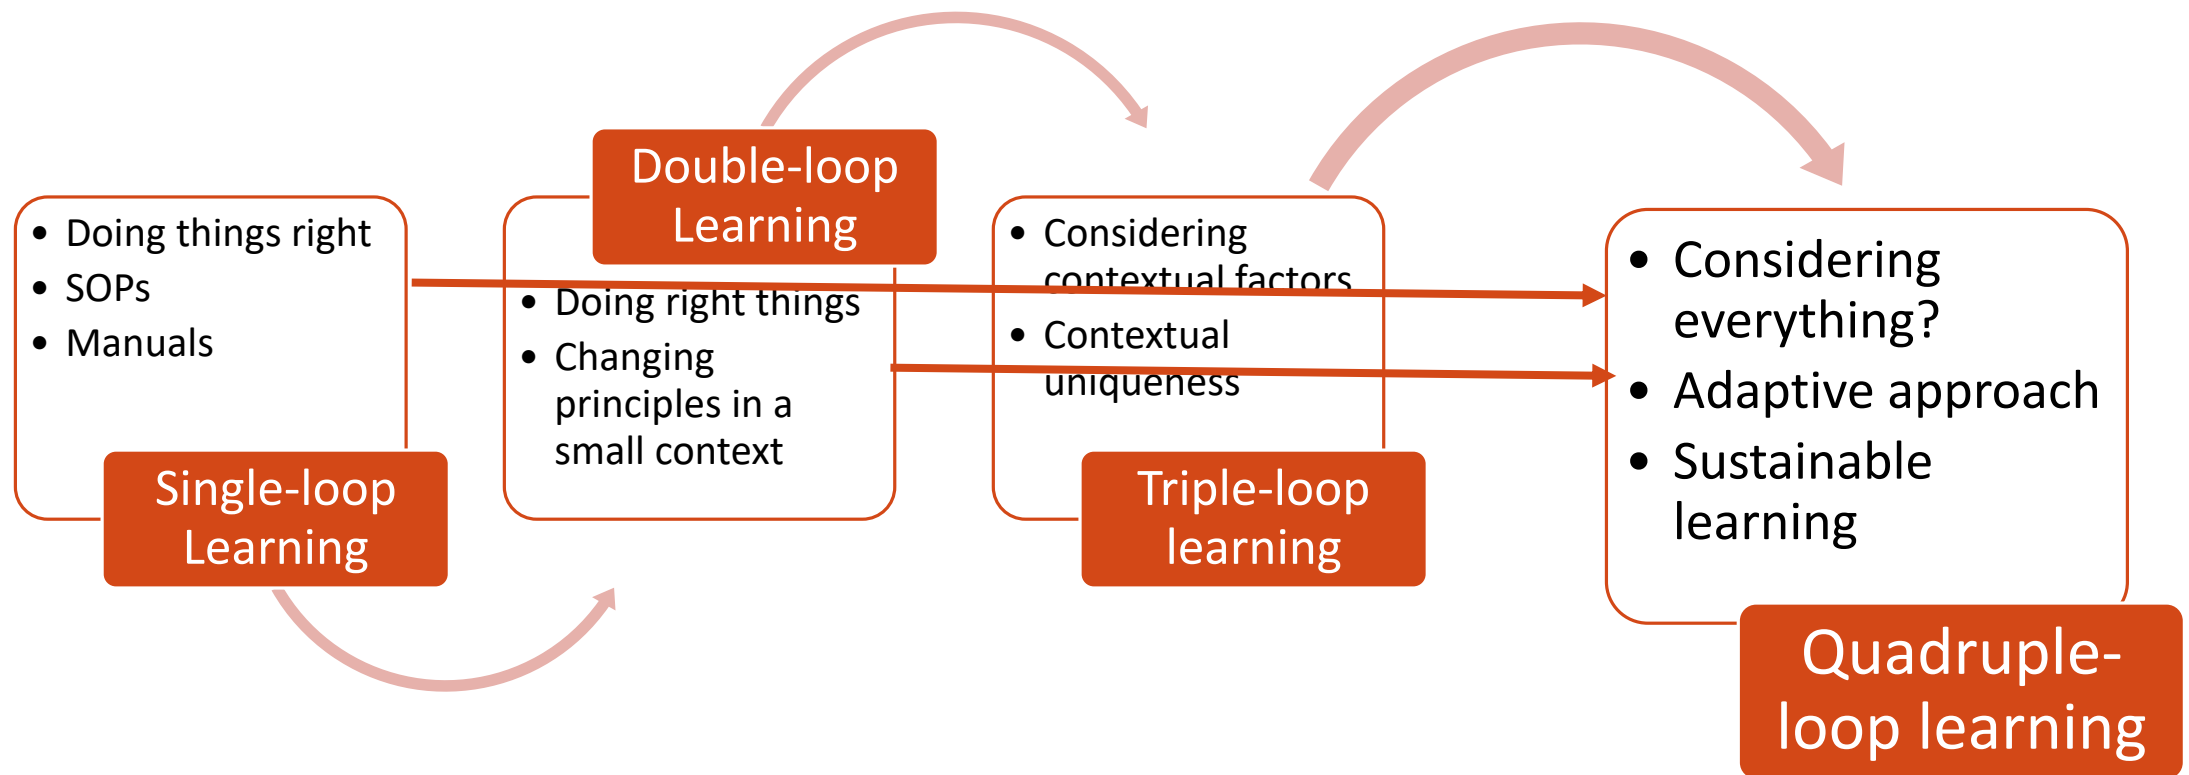 • Doing things right
• SOPs
• Manuals
Single-loop
Learning
Double-loop
Learning
• Doing right things
• Changing
principles in a
small context
• Considering
contextual factors
• Contextual
uniqueness
Triple-loop
learning
• Considering
everything?
• Adaptive approach
• Sustainable
learning
Quadruple-
loop learning